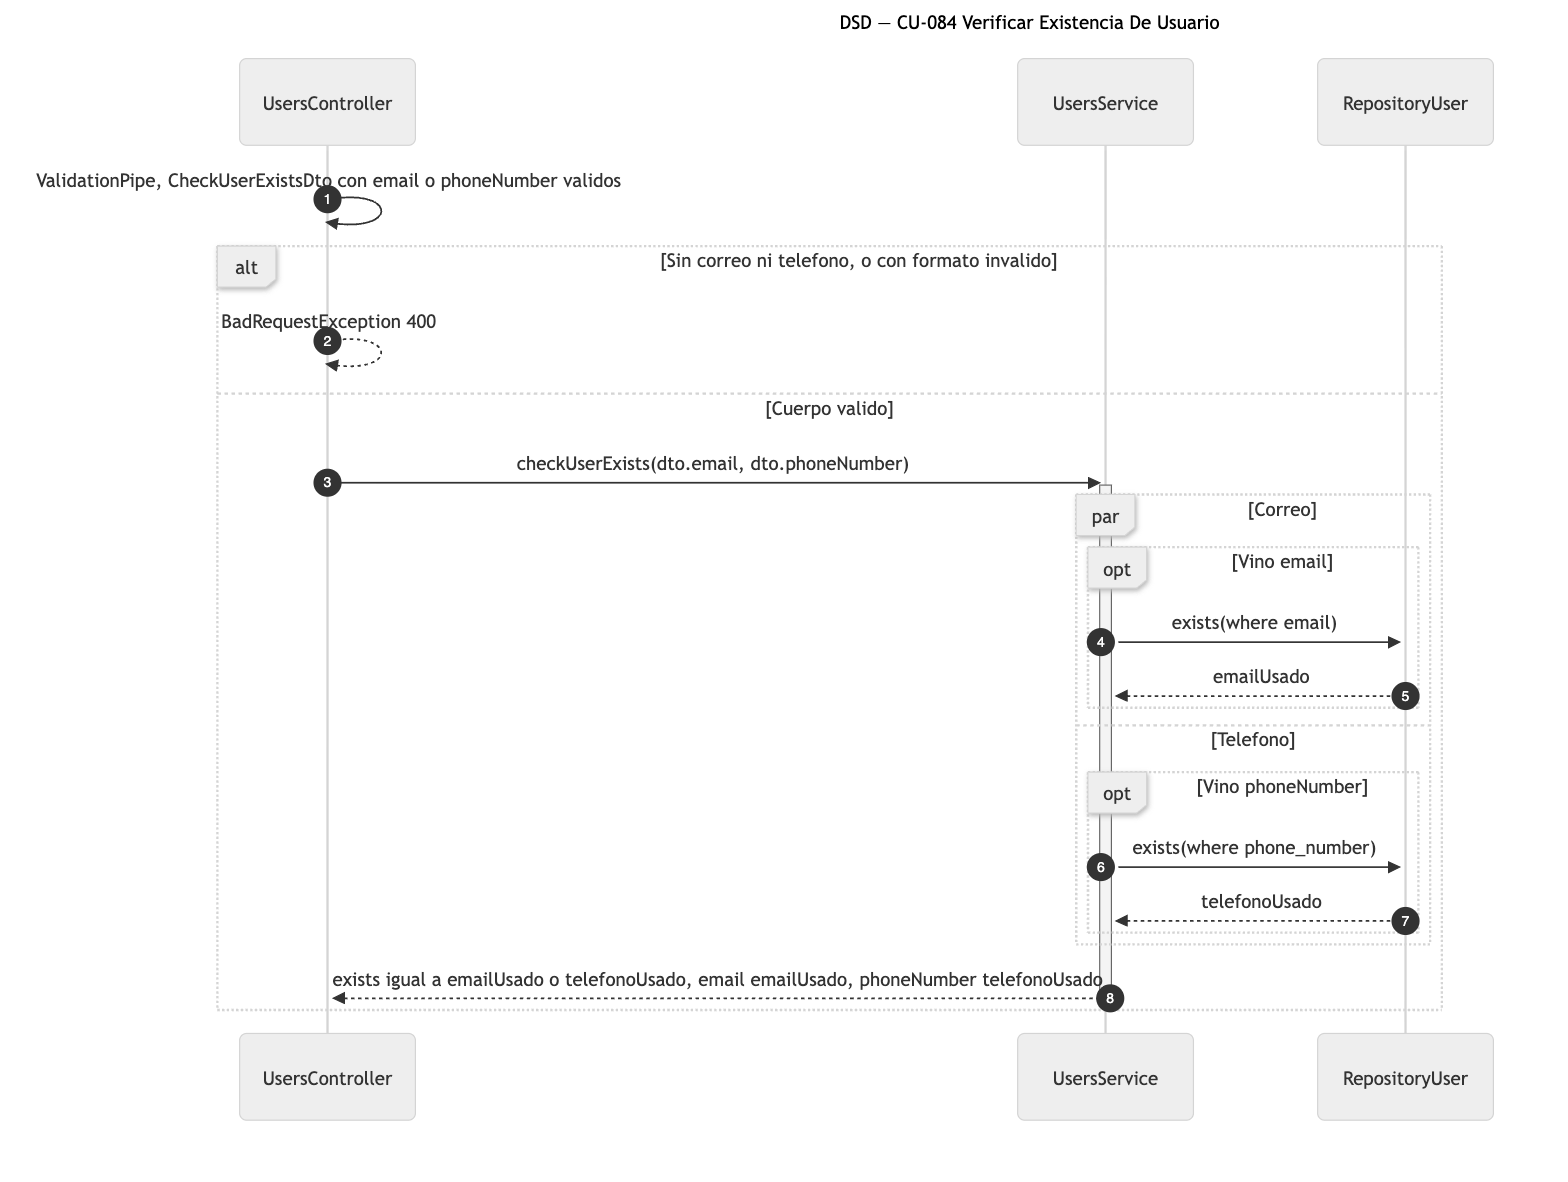 DSD — CU-084 Verificar Existencia De Usuario
UsersController
UsersService
RepositoryUser
ValidationPipe, CheckUserExistsDto con email o phoneNumber validos
1
alt
[Sin correo ni telefono, o con formato invalido]
BadRequestException 400
2
[Cuerpo valido]
checkUserExists(dto.email, dto.phoneNumber)
3
par
[Correo]
opt
[Vino email]
exists(where email)
4
emailUsado
5
[Telefono]
opt
[Vino phoneNumber]
exists(where phone_number)
6
telefonoUsado
7
exists igual a emailUsado o telefonoUsado, email emailUsado, phoneNumber telefonoUsado
8
UsersController
UsersService
RepositoryUser